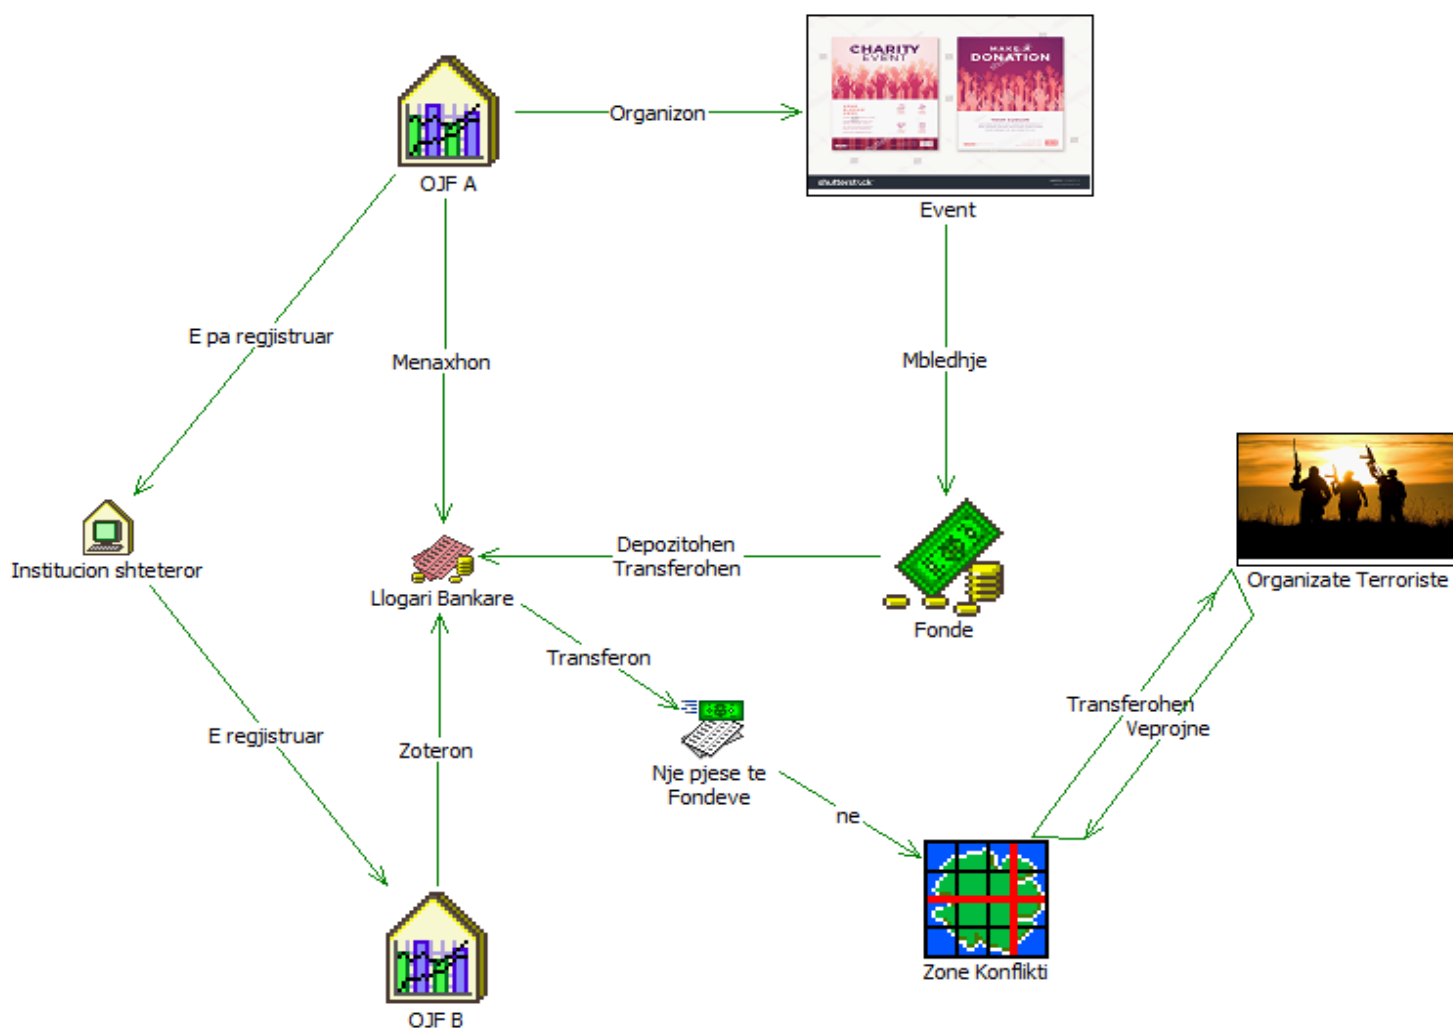 CHARITY
EVENT
MAKE A
DONATION
shutterstock
Organizon
OJF A
Event
E pa regjistruar
Menaxhon
Mbledhje
Depozitohen
Transferohen
Institucion shteteror
Llogari Bankare
Fonde
Organizate Terroriste
Transferon
Transferohen
Veprojne
E regjistruar
Zoteron
Nje pjese te
Fondeve
ne
Zone Konflikti
OJF B